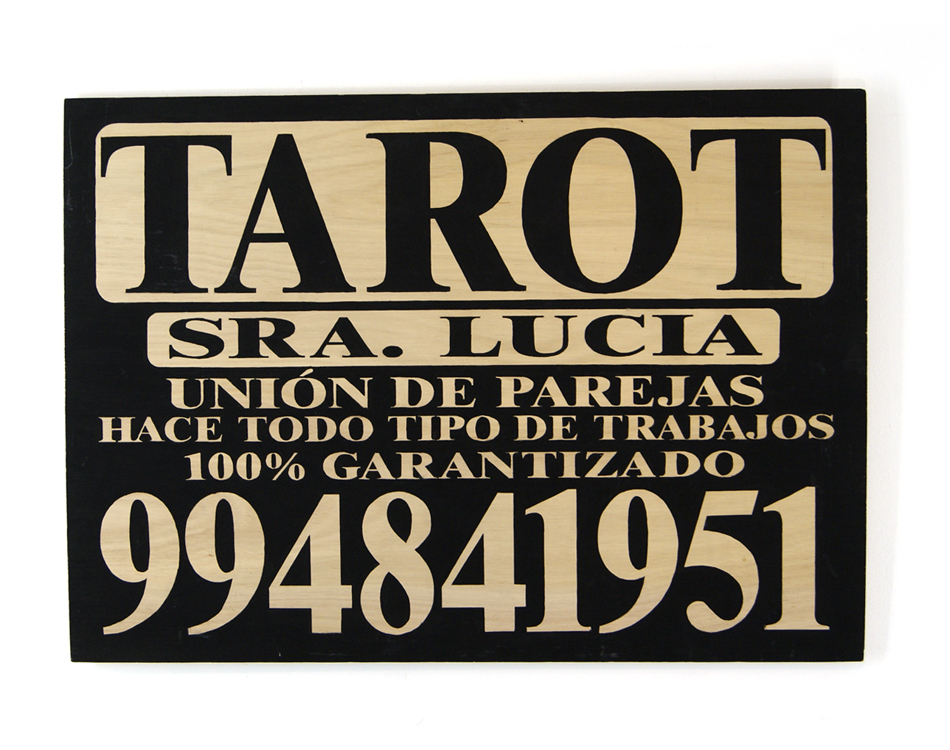 TAROT
SRA. LUCIA
UNIÓN DE PAREJAS
HACE TODO TIPO DE TRABAJOS
100% GARANTIZADO
994841951